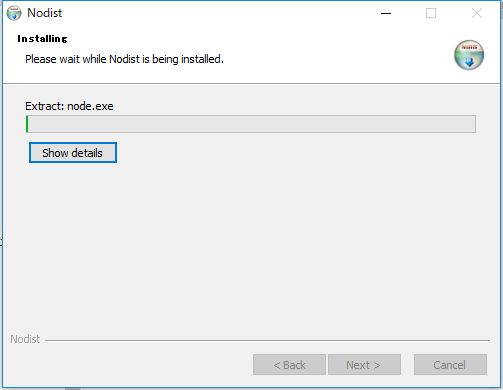 Nodist
Installing
Please wait while Nodist is being installed.
Extract: node.exe
Show details
Nodist
< Back
Next >
Cancel